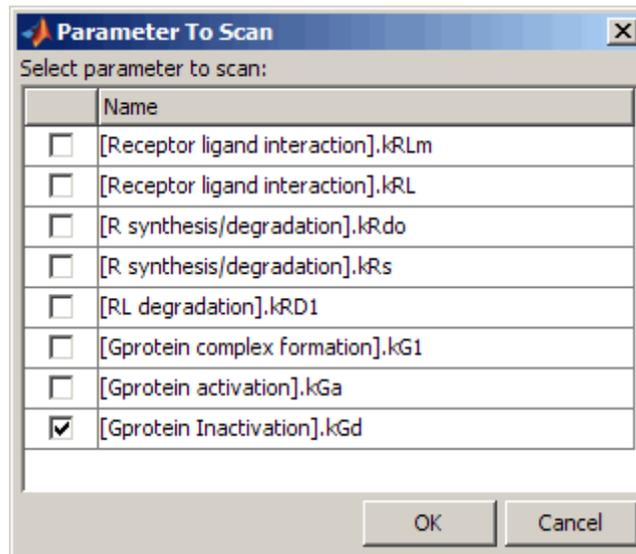 Parameter To Scan
Select parameter to scan:
Name
[Receptor ligand interaction].kRLm
[Receptor ligand interaction].kRL
[R synthesis/degradation].kRdo
[R synthesis/degradation].kRs
[RL degradation].kRD1
[Gprotein complex formation].kG1
[Gprotein activation].kGa
[Gprotein Inactivation].kGd
OK Cancel